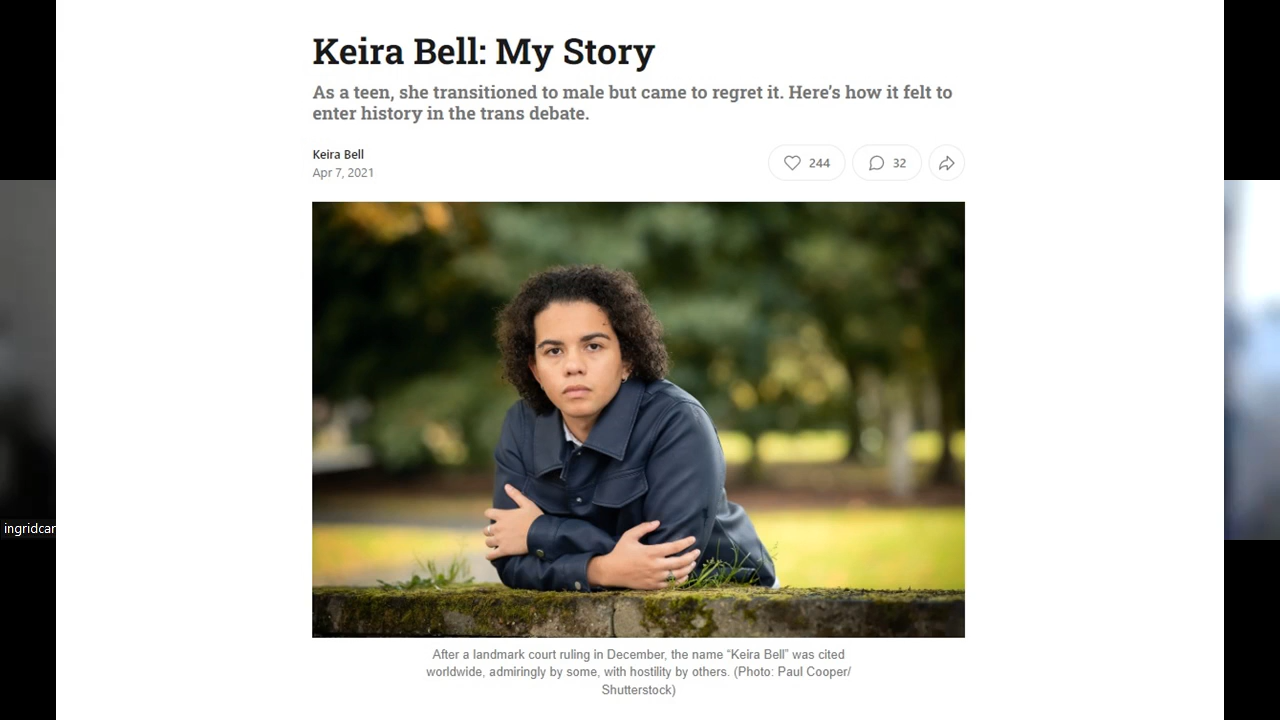 Keira Bell: My Story
As a teen, she transitioned to male but came to regret it. Here's how it felt to
enter history in the trans debate.
Keira Bell
Apr 7, 2021
244
32
ingridcar
After a landmark court ruling in December, the name “Keira Bell” was cited
worldwide, admiringly by some, with hostility by others. (Photo: Paul Cooper/
Shutterstock)